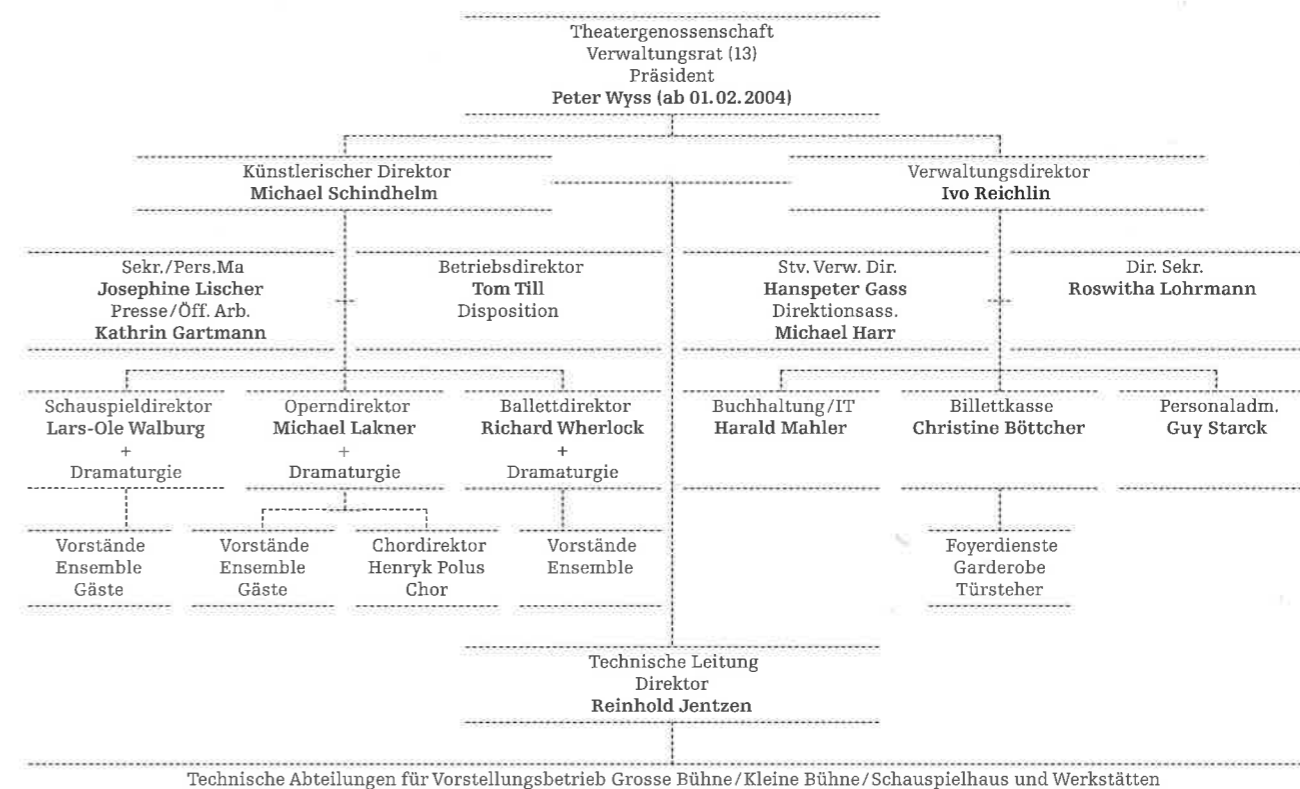 Theatergenossenschaft
Verwaltungsrat (13)
Präsident
Peter Wyss (ab 01.02.2004)
Künstlerischer Direktor
Michael Schindhelm
Verwaltungsdirektor
Ivo Reichlin
Sekr./Pers.Ma
Josephine Lischer
Presse/Öff. Arb.
Kathrin Gartmann
Betriebsdirektor
Tom Till
Disposition
Stv. Verw. Dir.
Hanspeter Gass
Direktionsass.
Michael Harr
Dir. Sekr.
Roswitha Lohrmann
Schauspieldirektor
Lars-Ole Walburg
+
Dramaturgie
Operndirektor
Michael Lakner
+
Dramaturgie
Ballettdirektor
Richard Wherlock
+
Dramaturgie
Buchhaltung/IT
Harald Mahler
Billettkasse
Christine Böttcher
Personaladm.
Guy Starck
Vorstände
Ensemble
Gäste
Vorstände
Ensemble
Gäste
Chordirektor
Henryk Polus
Chor
Vorstände
Ensemble
Foyerdienste
Garderobe
Türsteher
Technische Leitung
Direktor
Reinhold Jentzen
Technische Abteilungen für Vorstellungsbetrieb Grosse Bühne/Kleine Bühne/Schauspielhaus und Werkstätten